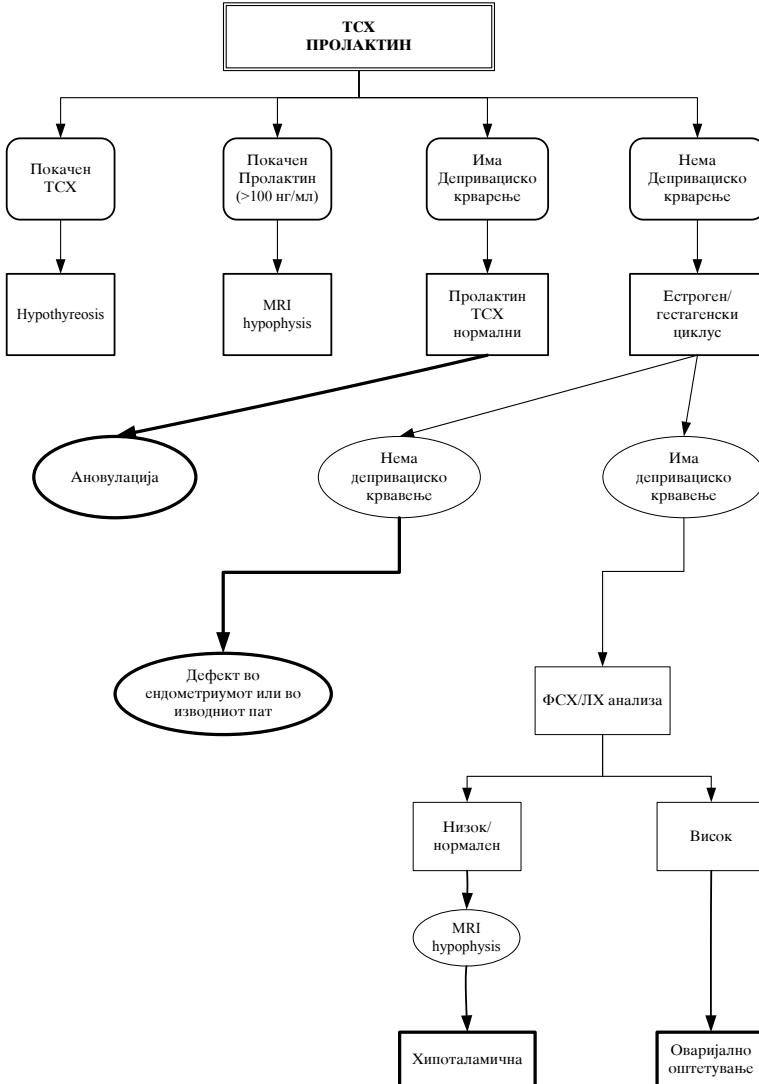 ТСХ
ПРОЛАКТИН
Покачен
ТСХ
Покачен
Пролактин
(>100 нг/мл)
Има
Депривациско
крварење
Нема
Депривациско
крварење
Hypothyreosis
MRI
hypophysis
Пролактин
ТСХ
нормални
Естроген/
гестагенски
циклус
Ановулација
Нема
депривациско
крвавење
Има
депривациско
крвавење
Дефект во
ендометриумот или во
изводниот пат
ФСХ/ЛХ анализа
Низок/
нормален
Висок
MRI
hypophysis
Хипоталамична
Оваријално
оштетување